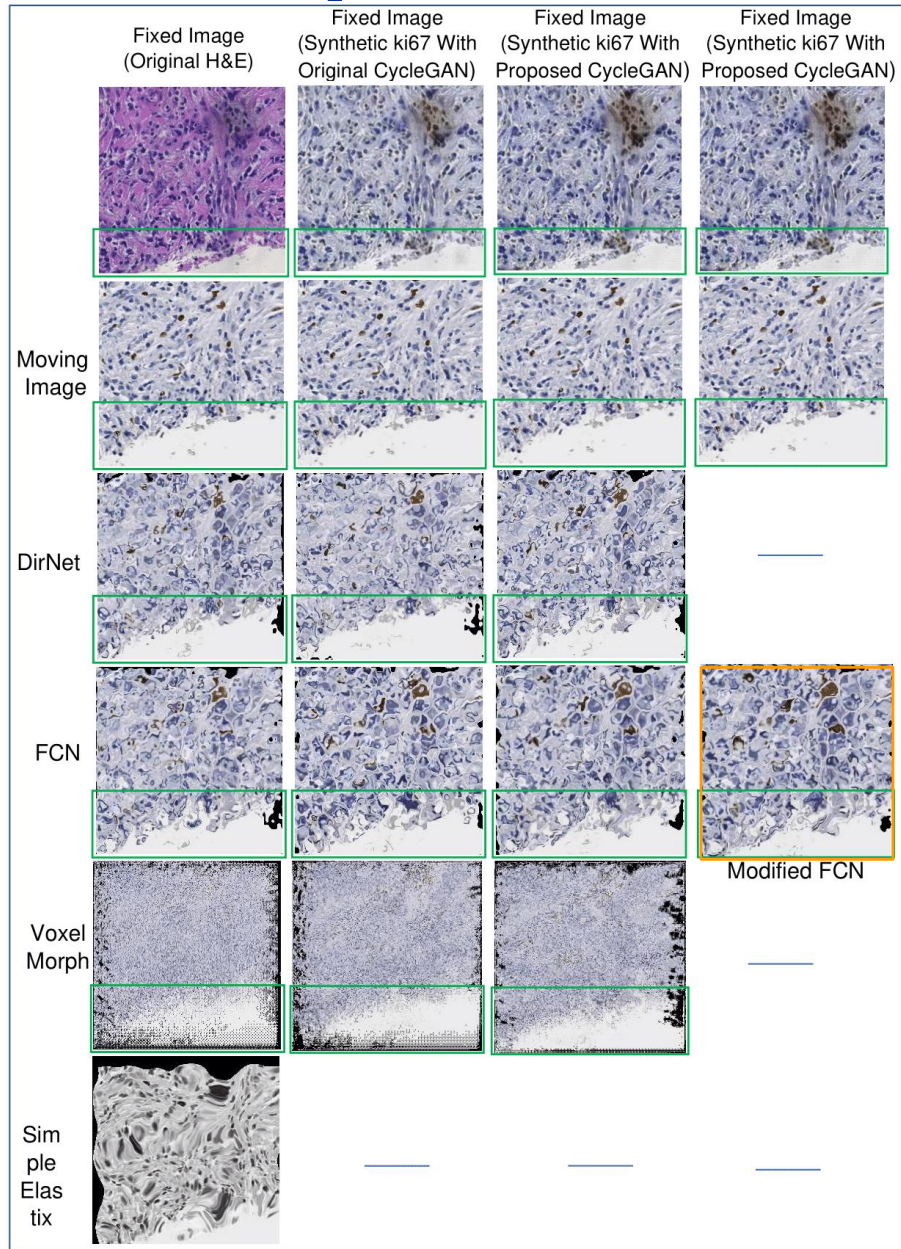 Fixed Image
(Original H&E)
Fixed Image
(Synthetic ki67 With
Original CycleGAN)
Fixed Image
(Synthetic ki67 With
Proposed CycleGAN)
Fixed Image
(Synthetic ki67 With
Proposed CycleGAN)
Moving
Image
DirNet
FCN
Modified FCN
Voxel
Morph
Sim
ple
Elas
tix